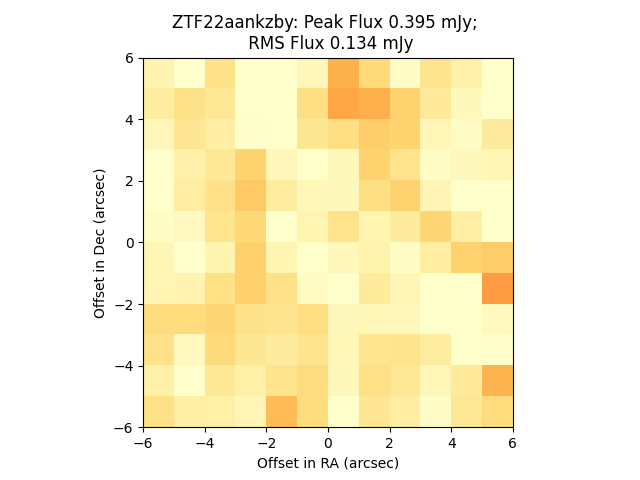 ZTF22aankzby: Peak Flux 0.395 mJy;
RMS Flux 0.134 mJy
6
4
2
0
−2
−4
−6
Offset in Dec (arcsec)
−6 −4 −2 0 2 4 6
Offset in RA (arcsec)